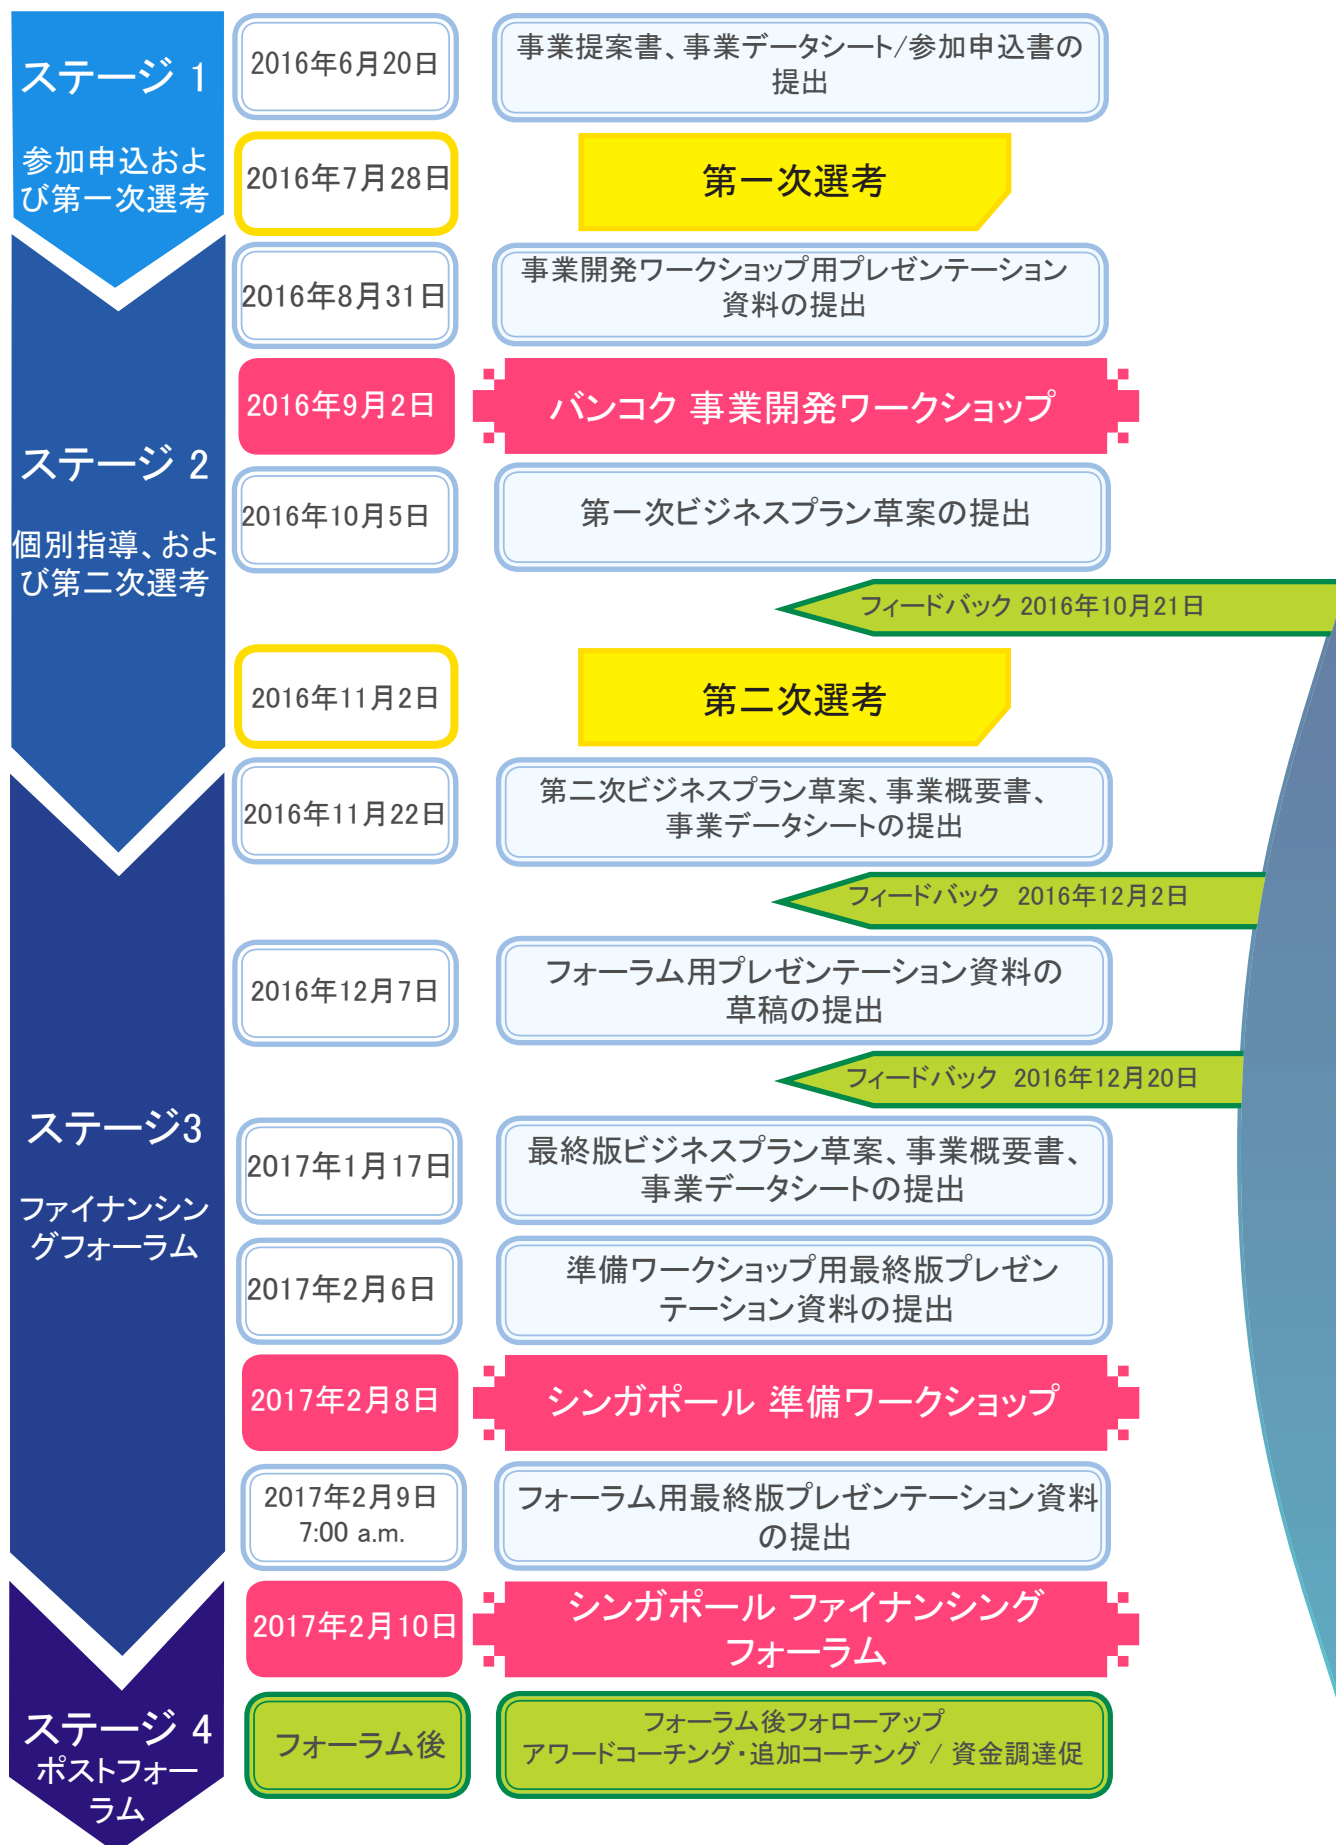 ステージ 1
参加申込およ
び第一次選考
2016年6月20日
事業提案書、事業データシート/参加申込書の
提出
2016年7月28日
第一次選考
ステージ 2
個別指導、およ
び第二次選考
2016年8月31日
事業開発ワークショップ用プレゼンテーション
資料の提出
2016年9月2日
バンコク 事業開発ワークショップ
2016年10月5日
第一次ビジネスプラン草案の提出
フィードバック 2016年10月21日
2016年11月2日
第二次選考
ステージ3
ファイナンシン
グフォーラム
2016年11月22日
第二次ビジネスプラン草案、事業概要書、
事業データシートの提出
フィードバック 2016年12月2日
2016年12月7日
フォーラム用プレゼンテーション資料の
草稿の提出
フィードバック 2016年12月20日
2017年1月17日
最終版ビジネスプラン草案、事業概要書、
事業データシートの提出
2017年2月6日
準備ワークショップ用最終版プレゼン
テーション資料の提出
2017年2月8日
シンガポール 準備ワークショップ
2017年2月9日
7:00 a.m.
フォーラム用最終版プレゼンテーション資料
の提出
2017年2月10日
シンガポール ファイナンシング
フォーラム
ステージ 4
ポストフォー
ラム
フォーラム後
フォーラム後フォローアップ
アワードコーチング・追加コーチング / 資金調達促